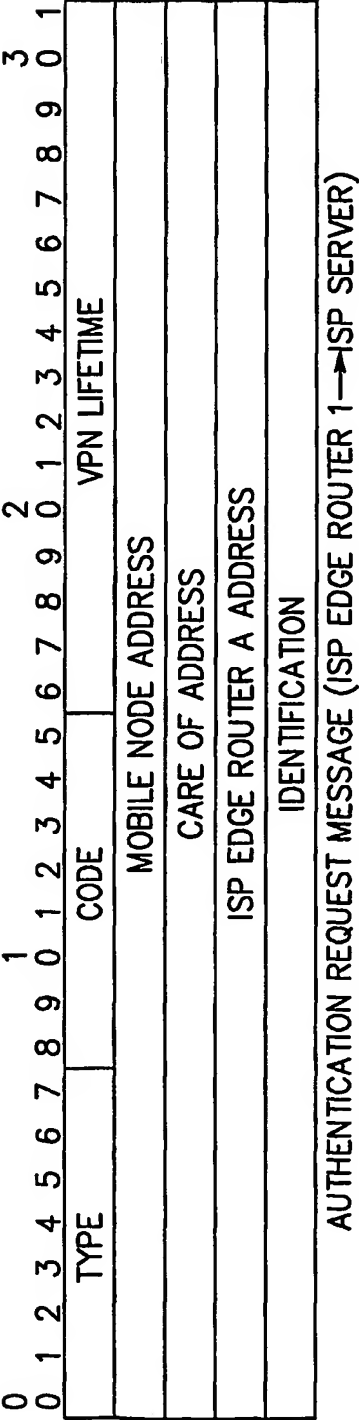 0 1 2 3
0 1 2 3 4 5 6 7 8 9 0 1 2 3 4 5 6 7 8 9 0 1 2 3 4 5 6 7 8 9 0 1
TYPE CODE VPN LIFETIME
MOBILE NODE ADDRESS
CARE OF ADDRESS
ISP EDGE ROUTER A ADDRESS
IDENTIFICATION
AUTHENTICATION REQUEST MESSAGE (ISP EDGE ROUTER 1→ISP SERVER)